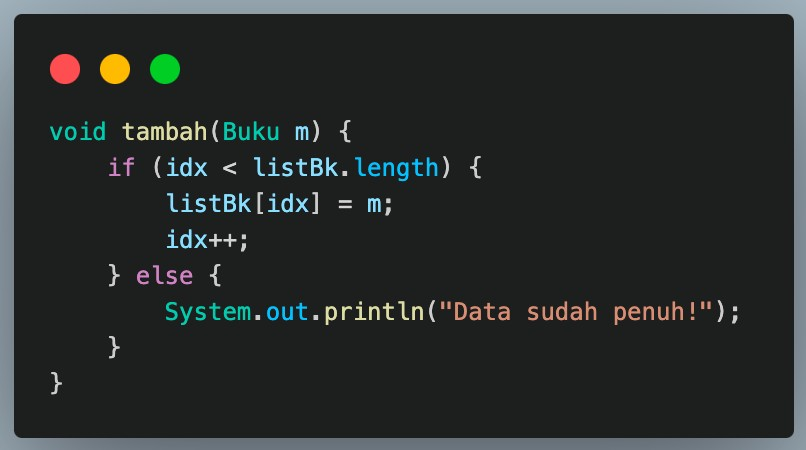 void tambah(Buku m) {
    if (idx < listBk.length) {
        listBk[idx] = m;
        idx++;
    } else {
        System.out.println("Data sudah penuh!");
    }
}